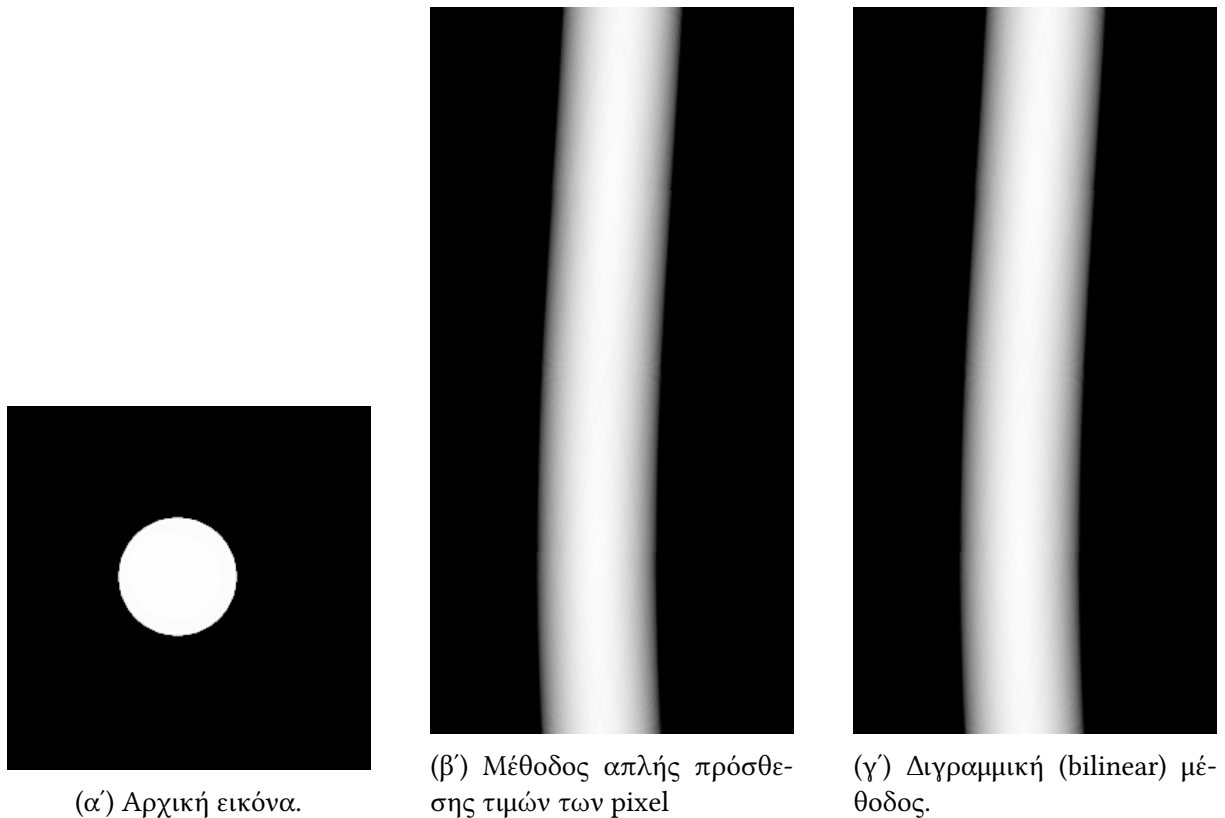 (α΄) Αρχική εικόνα.
(β΄) Μέθοδος απλής πρόσθε-
σης τιμών των pixel
(γ΄) Διγραμμική (bilinear) μέ-
θοδος.